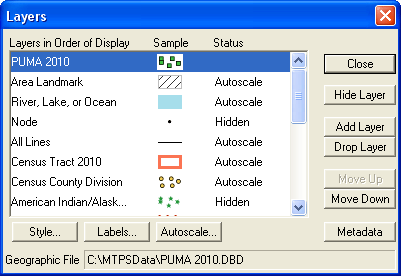 Layers
Layers in Order of Display Sample Status
PUMA 2010
Area Landmark Autoscale
River, Lake, or Ocean Autoscale
Node Hidden
All Lines Autoscale
Census Tract 2010 Autoscale
Census County Division Autoscale
American Indian/Alask... Hidden
Close
Hide Layer
Add Layer
Drop Layer
Move Up
Move Down
Style... Labels... Autoscale... Metadata
Geographic File C:\MTPSData\PUMA 2010.DBD